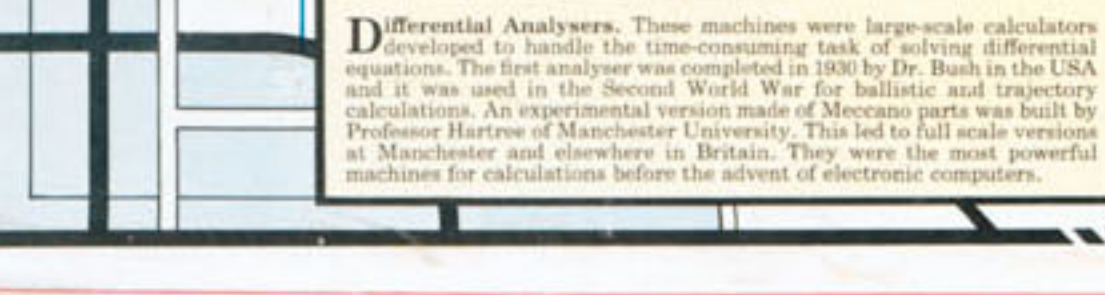 Differential Analysers. These machines were large-scale calculators
developed to handle the time-consuming task of solving differential
equations. The first analyser was completed in 1930 by Dr. Bush in the USA
and it was used in the Second World War for ballistic and trajectory
calculations. An experimental version made of Meccano parts was built by
Professor Hartree of Manchester University. This led to full scale versions
at Manchester and elsewhere in Britain. They were the most powerful
machines for calculations before the advent of electronic computers.